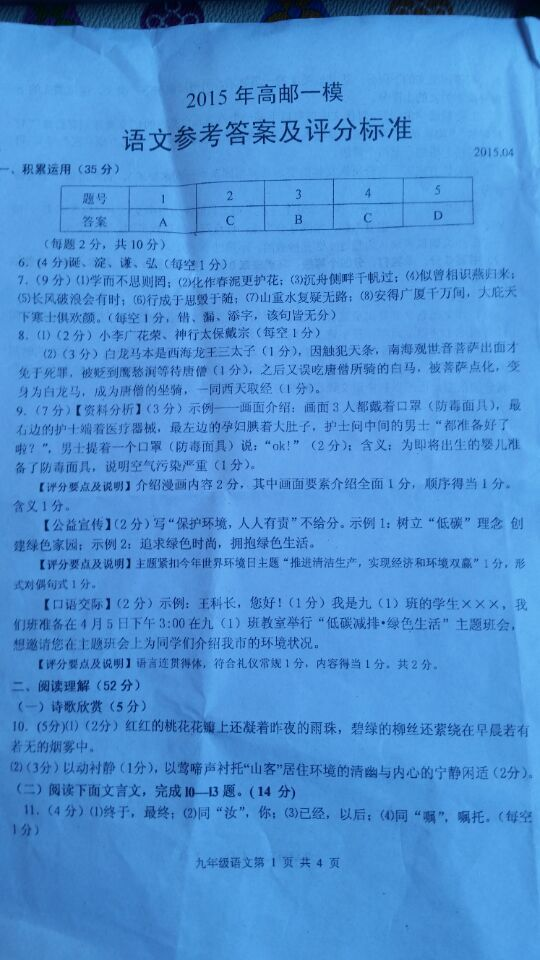 2015 年高邮一模
语文参考答案及评分标准
2015.04
一、积累运用（35 分）
题号 1 2 3 4 5
答案 A C B C D
（每题 2 分，共 10 分）
6.（4 分)诞、淀、谦、弘（每空 1 分）
7.（9 分）⑴学而不思则罔；⑵化作春泥更护花；⑶沉舟侧畔千帆过；⑷似曾相识燕归来；
⑸长风破浪会有时；⑹行成于思毁于随；⑺山重水复疑无路；⑻安得广厦千万间，大庇天
下寒士俱欢颜。（每空 1 分，错、漏、添字，该句皆无分）
8.⑴（2 分）小李广花荣、神行太保戴宗（每空 1 分）
⑵（3 分）白龙马本是西海龙王三太子（1 分），因触犯天条，南海观世音菩萨出面才
免于死罪，被贬到鹰愁涧等待唐僧（1 分），之后又误吃唐僧所骑的白马，被菩萨点化，变
身为白龙马，成为唐僧的坐骑，一同西天取经（1 分）。
9.（7 分）【资料分析】（3 分）示例——画面介绍：画面 3 人都戴着口罩（防毒面具），最
右边的护士端着医疗器械，最左边的孕妇腆着大肚子，护士问中间的男士“都准备好了
啦？”，男士提着一个口罩（防毒面具）说：“ok!”（2 分）；含义：为即将出生的婴儿准
备了防毒面具，说明空气污染严重（1 分）。
【评分要点及说明】介绍漫画内容 2 分，其中画面要素介绍全面 1 分，顺序得当 1 分。
含义 1 分。
【公益宣传】（2 分）写“保护环境，人人有责”不给分。示例 1：树立“低碳”理念 创
建绿色家园；示例 2：追求绿色时尚，拥抱绿色生活。
【评分要点及说明】主题紧扣今年世界环境日主题“推进清洁生产，实现经济和环境双赢”1 分，形
式对偶句式 1 分。
【口语交际】（2 分）示例：王科长，您好！（1 分）我是九（1）班的学生×××，我
们班准备在 4 月 5 日下午 3:00 在九（1）班教室举行“低碳减排•绿色生活”主题班会，
想邀请您在主题班会上为同学们介绍我市的环境状况。
【评分要点及说明】语言连贯得体，符合礼仪常规 1 分，内容得当 1 分。共 2 分。
二、阅读理解（52 分）
（一）诗歌欣赏（5 分）
10.（5分)⑴（2分）红红的桃花花瓣上还凝着昨夜的雨珠，碧绿的柳丝还萦绕在早晨若有
若无的烟雾中。
⑵（3分）以动衬静（1分），以莺啼声衬托“山客”居住环境的清幽与内心的宁静闲适（2分）。
（二）阅读下面文言文，完成10—13题。（14 分）
11.（4 分）⑴终于，最终；⑵同“汝”，你；⑶已经，以后；⑷同“嘱”，嘱托。（每空
1分）
九年级语文第 1 页 共 4 页